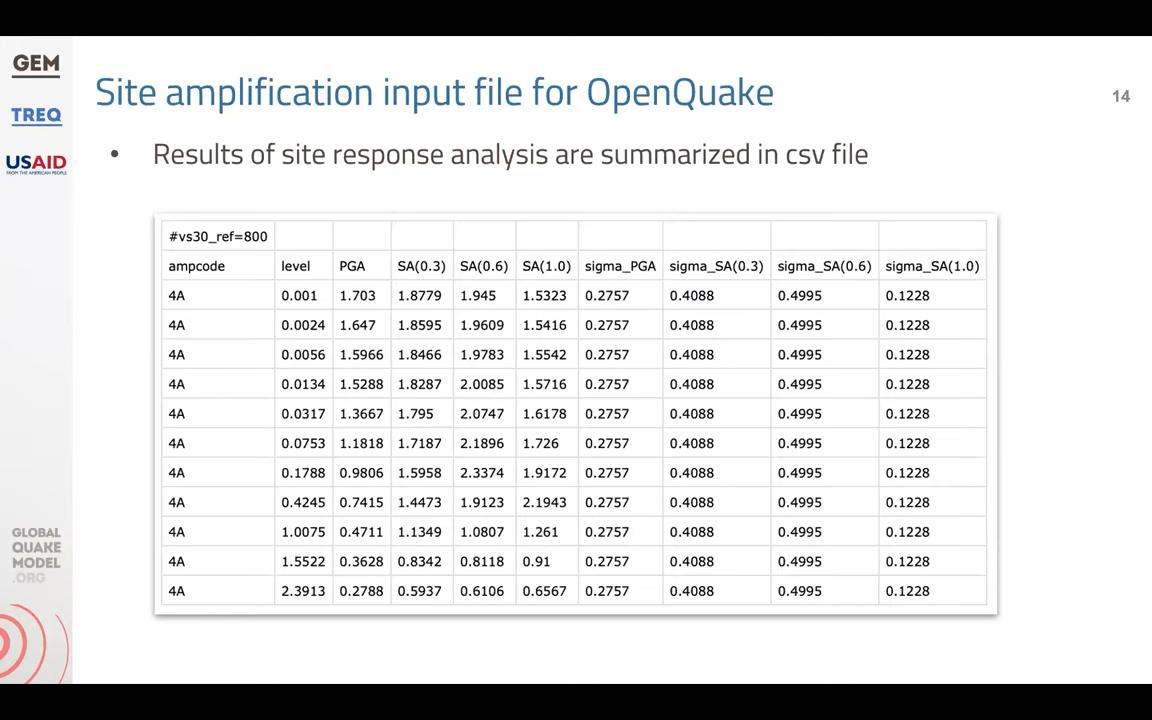 GEM
TREQ
USAID
FROM THE AMERICAN PEOPLE
Site amplification input file for OpenQuake
14
• Results of site response analysis are summarized in csv file
#vs30_ref=800
ampcode level PGA SA(0.3) SA(0.6) SA(1.0) sigma_PGA sigma_SA(0.3) sigma_SA(0.6) sigma_SA(1.0)
4A 0.001 1.703 1.8779 1.945 1.5323 0.2757 0.4088 0.4995 0.1228
4A 0.0024 1.647 1.8595 1.9609 1.5416 0.2757 0.4088 0.4995 0.1228
4A 0.0056 1.5966 1.8466 1.9783 1.5542 0.2757 0.4088 0.4995 0.1228
4A 0.0134 1.5288 1.8287 2.0085 1.5716 0.2757 0.4088 0.4995 0.1228
4A 0.0317 1.3667 1.795 2.0747 1.6178 0.2757 0.4088 0.4995 0.1228
4A 0.0753 1.1818 1.7187 2.1896 1.726 0.2757 0.4088 0.4995 0.1228
4A 0.1788 0.9806 1.5958 2.3374 1.9172 0.2757 0.4088 0.4995 0.1228
4A 0.4245 0.7415 1.4473 1.9123 2.1943 0.2757 0.4088 0.4995 0.1228
4A 1.0075 0.4711 1.1349 1.0807 1.261 0.2757 0.4088 0.4995 0.1228
4A 1.5522 0.3628 0.8342 0.8118 0.91 0.2757 0.4088 0.4995 0.1228
4A 2.3913 0.2788 0.5937 0.6106 0.6567 0.2757 0.4088 0.4995 0.1228
GLOBAL
QUAKE
MODEL
.ORG